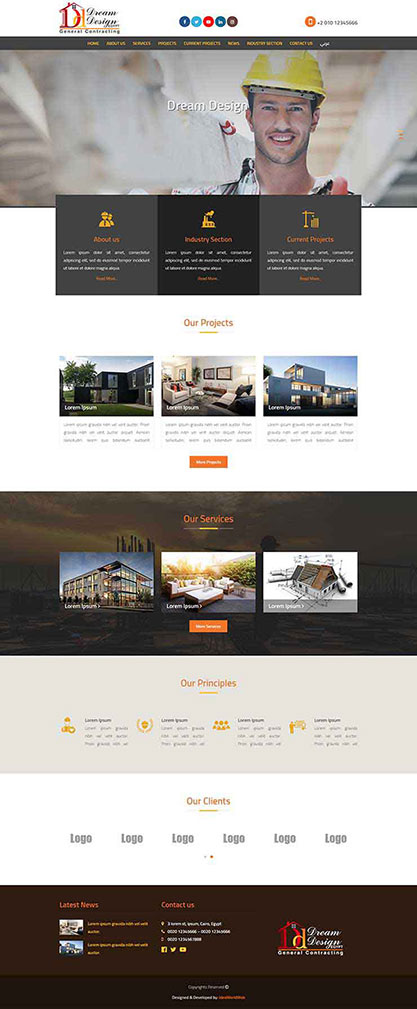 Dream
Design
EGYPT
General Contracting
+2 010 12345666
HOME ABOUT US SERVICES PROJECTS CURRENT PROJECTS NEWS INDUSTRY SECTION CONTACT US عربي
Dream Design
About us
Lorem ipsum dolor sit amet, consectetur
adipiscing elit, sed do eiusmod tempor incididunt
ut labore et dolore magna aliqua
Read More..
Industry Section
Lorem ipsum dolor sit amet, consectetur
adipiscing elit, sed do eiusmod tempor incididunt
ut labore et dolore magna aliqua
Read More..
Current Projects
Lorem ipsum dolor sit amet, consectetur
adipiscing elit, sed do eiusmod tempor incididunt
ut labore et dolore magna aliqua
Read More..
Our Projects
Lorem Ipsum
Lorem ipsum gravida nibh vel velit auctor. Proin
gravida nibh vel velit auctor. Aenean
sollicitudin, lorem quis bibendum auctor
Lorem Ipsum
Lorem ipsum gravida nibh vel velit auctor. Proin
gravida nibh vel velit auctor. Aenean
sollicitudin, lorem quis bibendum auctor
Lorem Ipsum
Lorem ipsum gravida nibh vel velit auctor. Proin
gravida nibh vel velit auctor. Aenean
sollicitudin, lorem quis bibendum auctor
More Projects
Our Services
Lorem Ipsum >
Lorem Ipsum >
Lorem Ipsum >
More Services
Our Principles
Lorem Ipsum
Lorem ipsum gravida
nibh vel velit auctor.
Proin gravida nibh vel
Lorem Ipsum
Lorem ipsum gravida
nibh vel velit auctor.
Proin gravida nibh vel
Lorem Ipsum
Lorem ipsum gravida
nibh vel velit auctor.
Proin gravida nibh vel
Lorem Ipsum
Lorem ipsum gravida
nibh vel velit auctor.
Proin gravida nibh vel
Our Clients
Logo Logo Logo Logo Logo Logo
Latest News
Lorem ipsum gravida nibh vel velit
auctor.
Lorem ipsum gravida nibh vel velit
auctor.
Contact us
3 lorem st, ipsum, Cairo, Egypt
0020 12345666 - 0020 12345666
0020 1234561888
Dream
Design
EGYPT
General Contracting
Copyrights Reserved ©
Designed & Developed by